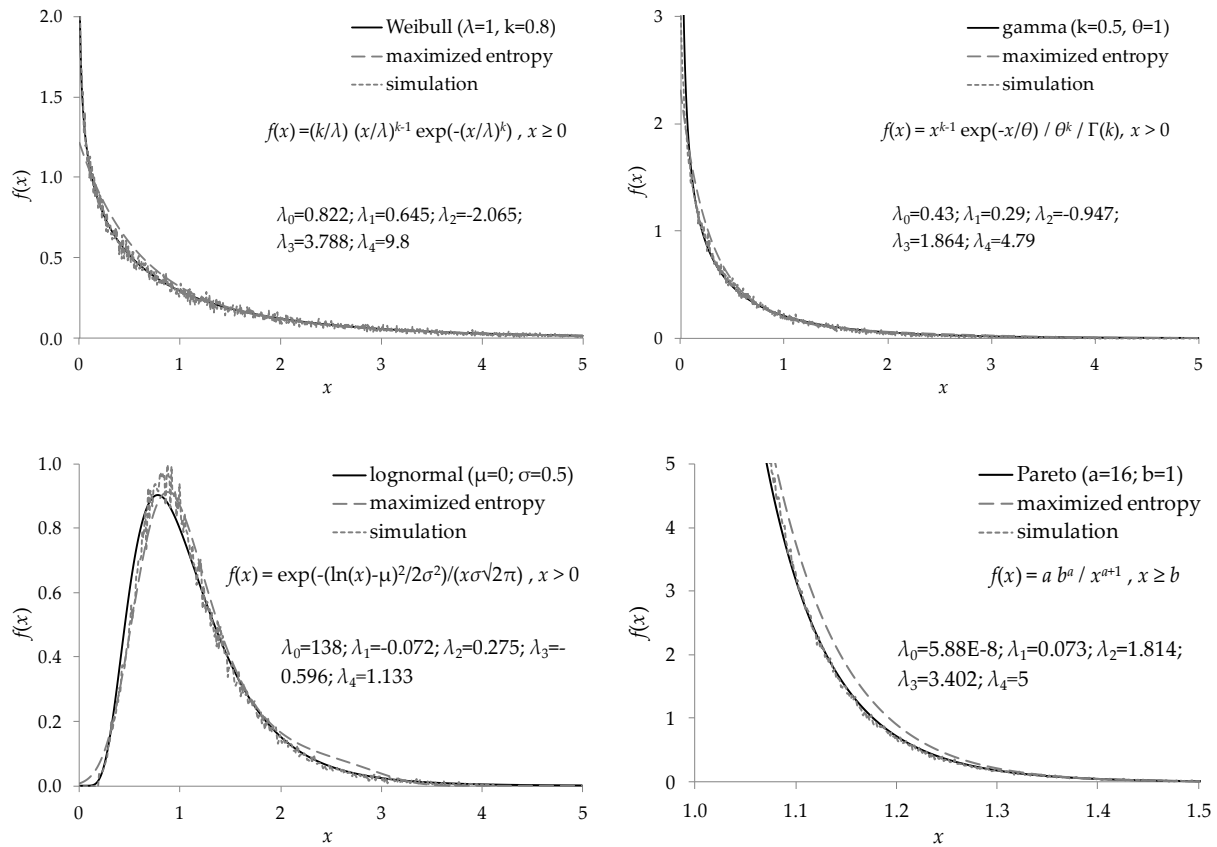 Weibull (λ=1, k=0.8)
maximized entropy
simulation
f(x) =(k/λ) (x/λ)^k-1 exp(-(x/λ)^k) , x ≥ 0
λ0=0.822; λ1=0.645; λ2=-2.065;
λ3=3.788; λ4=9.8
f(x)
2.0
1.5
1.0
0.5
0.0
0 1 2 3 4 5
x
gamma (k=0.5, θ=1)
maximized entropy
simulation
f(x) = x^k-1 exp(-x/θ) / θ^k / Γ(k), x > 0
λ0=0.43; λ1=0.29; λ2=-0.947;
λ3=1.864; λ4=4.79
f(x)
3
2
1
0
0 1 2 3 4 5
x
lognormal (μ=0; σ=0.5)
maximized entropy
simulation
f(x) = exp(-(ln(x)-μ)²/2σ²)/(xσ√2π) , x > 0
λ0=138; λ1=-0.072; λ2=0.275; λ3=-
0.596; λ4=1.133
f(x)
1.0
0.8
0.6
0.4
0.2
0.0
0 1 2 3 4 5
x
Pareto (a=16; b=1)
maximized entropy
simulation
f(x) = a b^a / x^a+1 , x ≥ b
λ0=5.88E-8; λ1=0.073; λ2=1.814;
λ3=3.402; λ4=5
f(x)
5
4
3
2
1
0
1.0 1.1 1.2 1.3 1.4 1.5
x